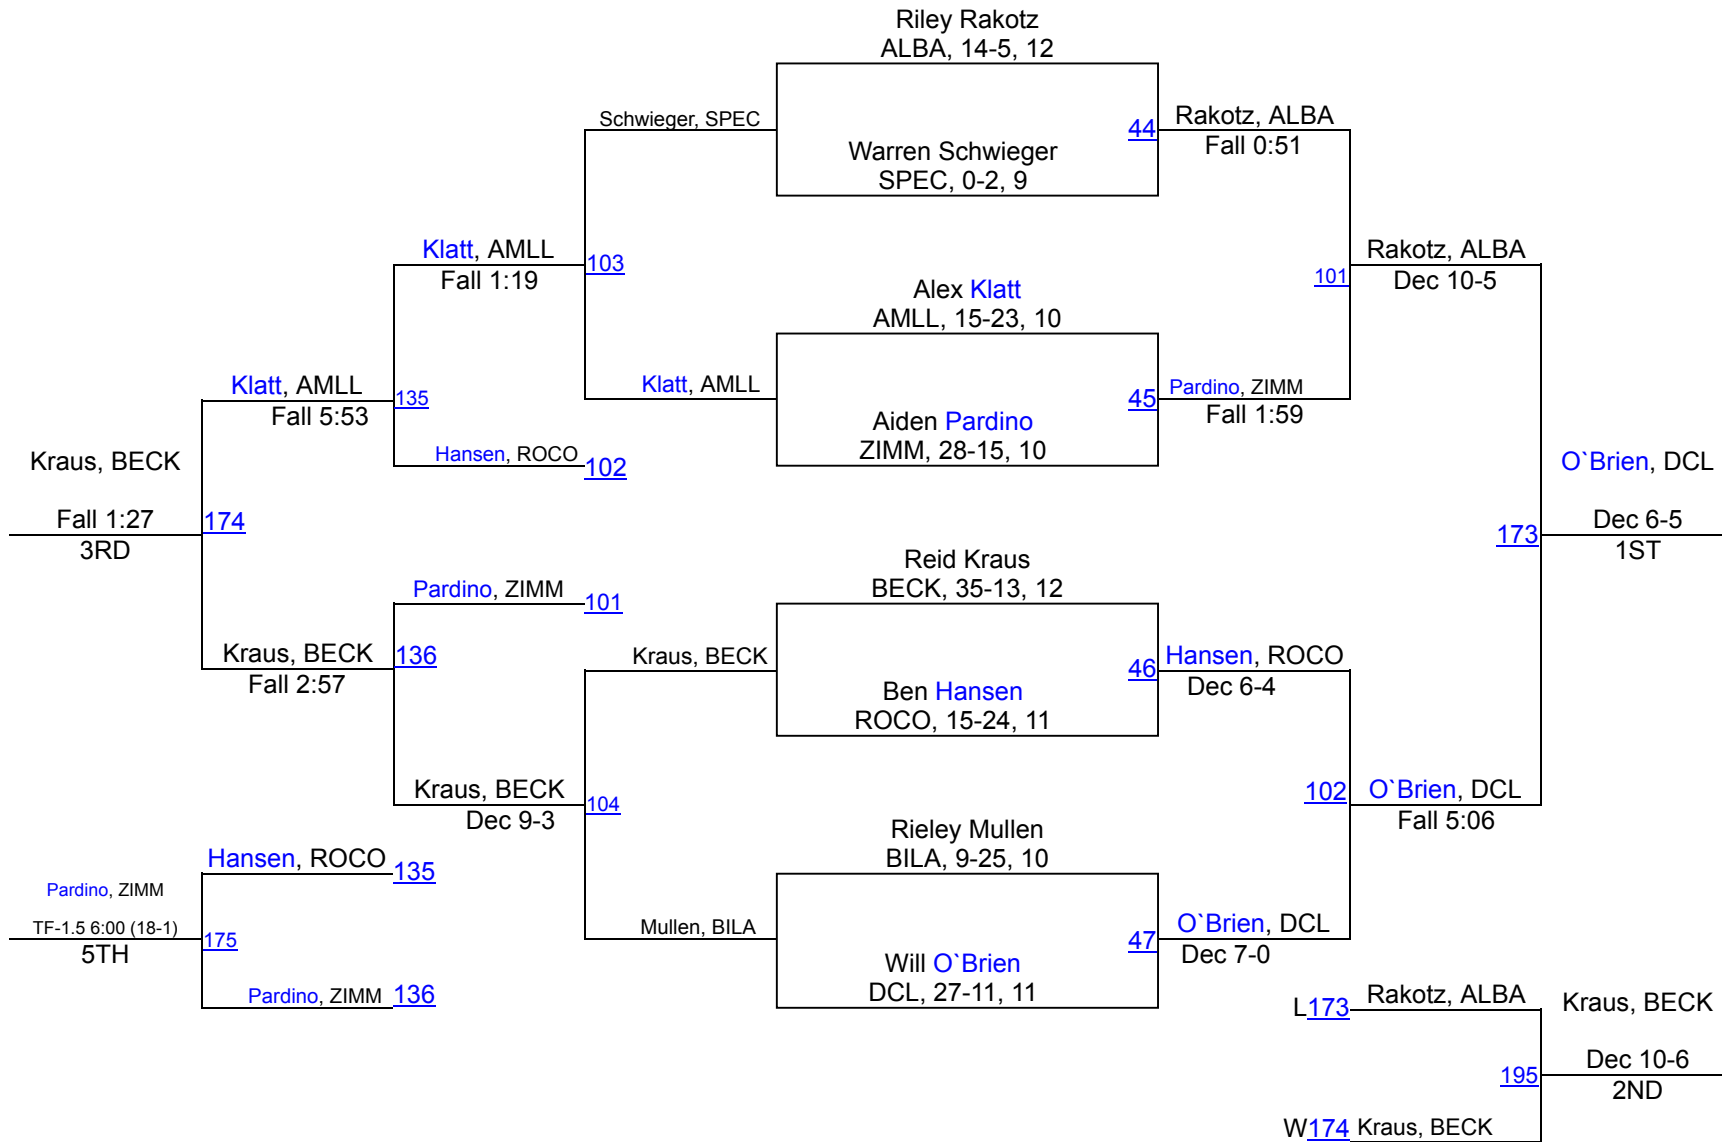 Riley Rakotz
ALBA, 14-5, 12
Schwieger, SPEC
44
Rakotz, ALBA
Fall 0:51
Warren Schwieger
SPEC, 0-2, 9
Klatt, AMLL
Fall 1:19
103
Rakotz, ALBA
Dec 10-5
101
Alex Klatt
AMLL, 15-23, 10
Klatt, AMLL
Fall 5:53
135
Klatt, AMLL
45
Pardino, ZIMM
Fall 1:59
Aiden Pardino
ZIMM, 28-15, 10
Hansen, ROCO
102
Kraus, BECK
Fall 1:27
3RD
174
O`Brien, DCL
Dec 6-5
1ST
173
Reid Kraus
BECK, 35-13, 12
Pardino, ZIMM
101
Kraus, BECK
Fall 2:57
136
Kraus, BECK
46
Hansen, ROCO
Dec 6-4
Ben Hansen
ROCO, 15-24, 11
Kraus, BECK
Dec 9-3
104
102
O`Brien, DCL
Fall 5:06
Rieley Mullen
BILA, 9-25, 10
Hansen, ROCO
135
Pardino, ZIMM
TF-1.5 6:00 (18-1)
5TH
175
Mullen, BILA
47
O`Brien, DCL
Dec 7-0
Will O`Brien
DCL, 27-11, 11
Pardino, ZIMM
136
L173
Rakotz, ALBA
Kraus, BECK
Dec 10-6
2ND
195
W174
Kraus, BECK